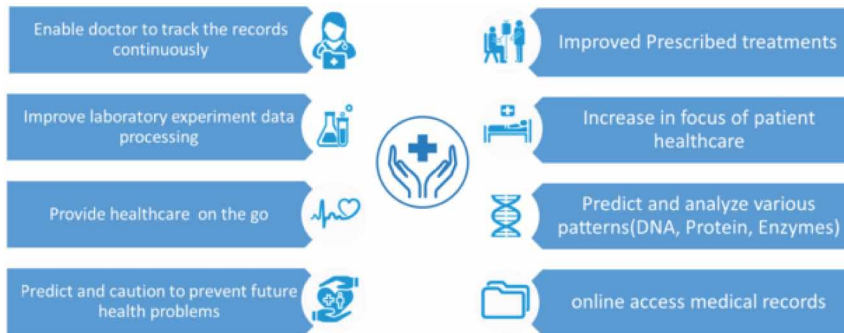 Enable doctor to track the records
continuously
Improve laboratory experiment data
processing
Provide healthcare on the go
Predict and caution to prevent future
health problems
Improved Prescribed treatments
Increase in focus of patient
healthcare
Predict and analyze various
patterns(DNA, Protein, Enzymes)
online access medical records